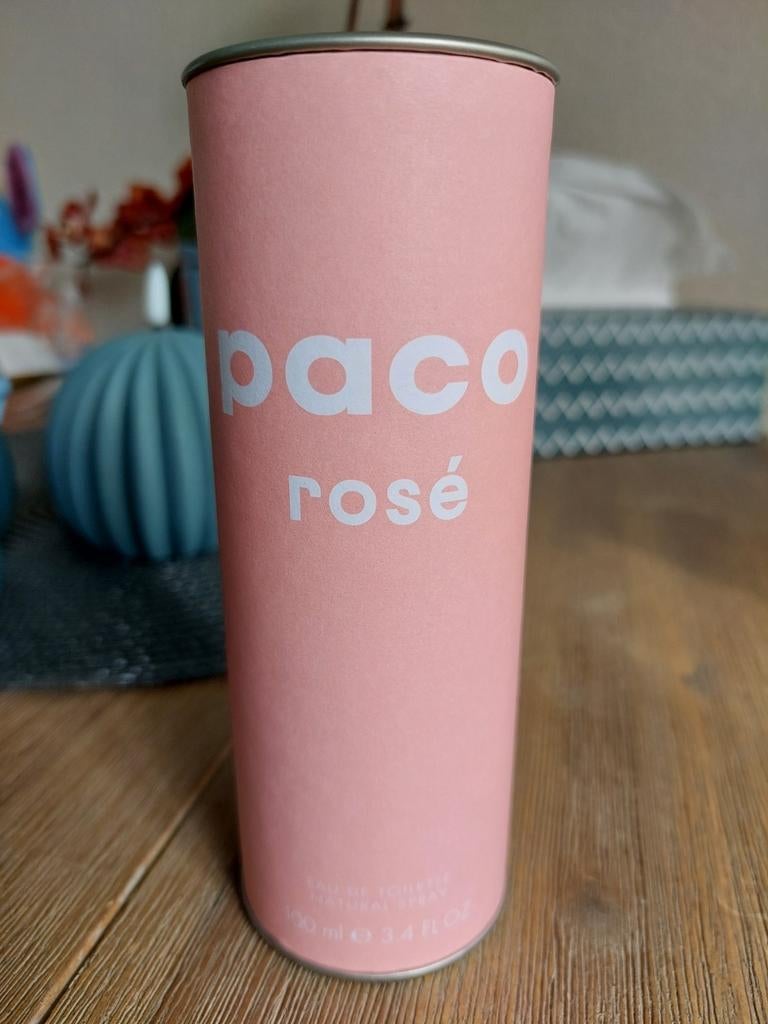 paco
rosé
EAU DE TOILETTE
NATURAL SPRAY
100 ml ℮ 3.4 FL OZ